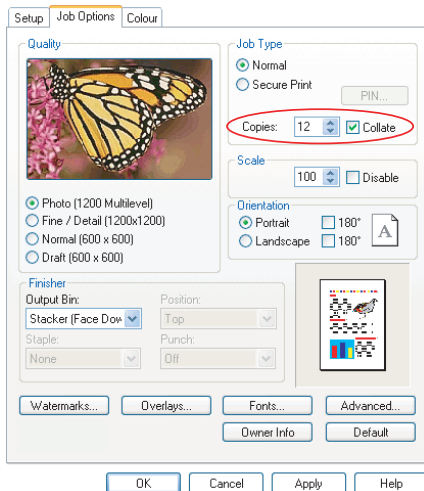 Setup Job Options Colour
Quality
Job Type
Normal
Secure Print
PIN...
Copies: 12 Collate
Scale
100 Disable
Photo (1200 Multilevel)
Fine / Detail (1200x1200)
Normal (600 x 600)
Draft (600 x 600)
Orientation
Portrait 180°
Landscape 180°
A
Finisher
Output Bin: Position:
Stacker (Face Dow Top
Staple: Punch:
None Off
Watermarks... Overlays... Fonts... Advanced...
Owner Info Default
OK Cancel Apply Help